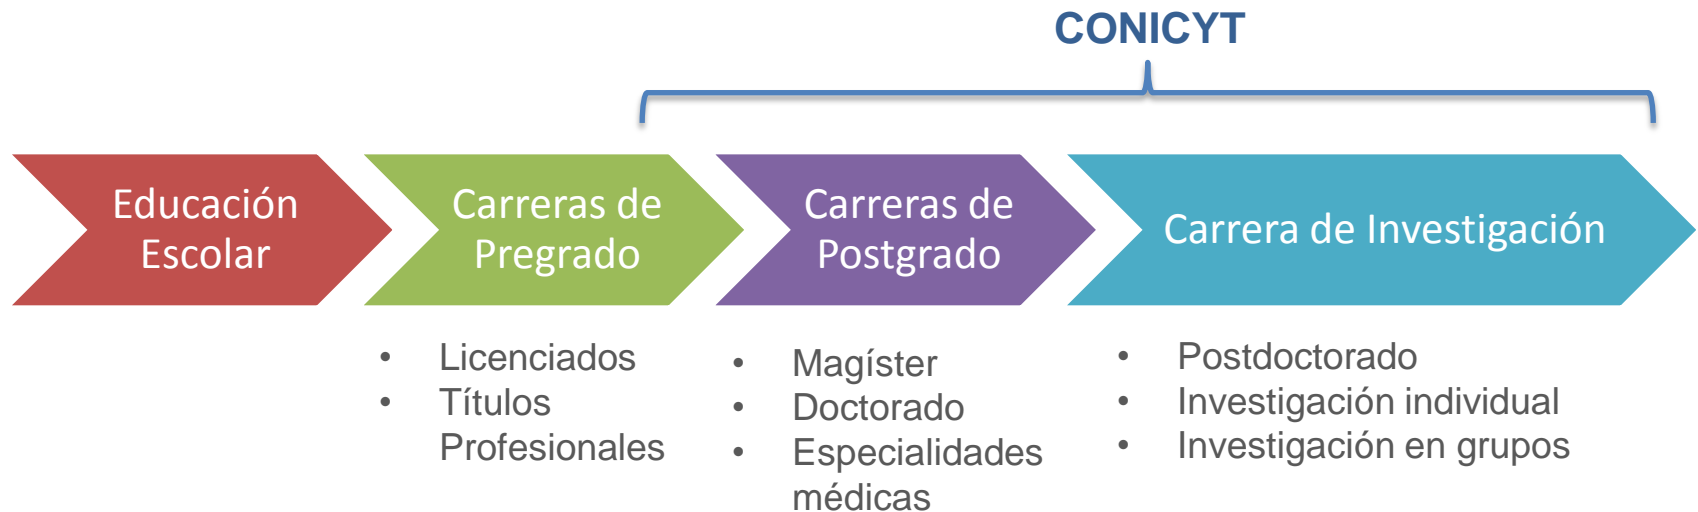 CONICYT
Educación
Escolar
Carreras de
Pregrado
Carreras de
Postgrado
Carrera de Investigación
• Licenciados
• Títulos
Profesionales
• Magíster
• Doctorado
• Especialidades
médicas
• Postdoctorado
• Investigación individual
• Investigación en grupos